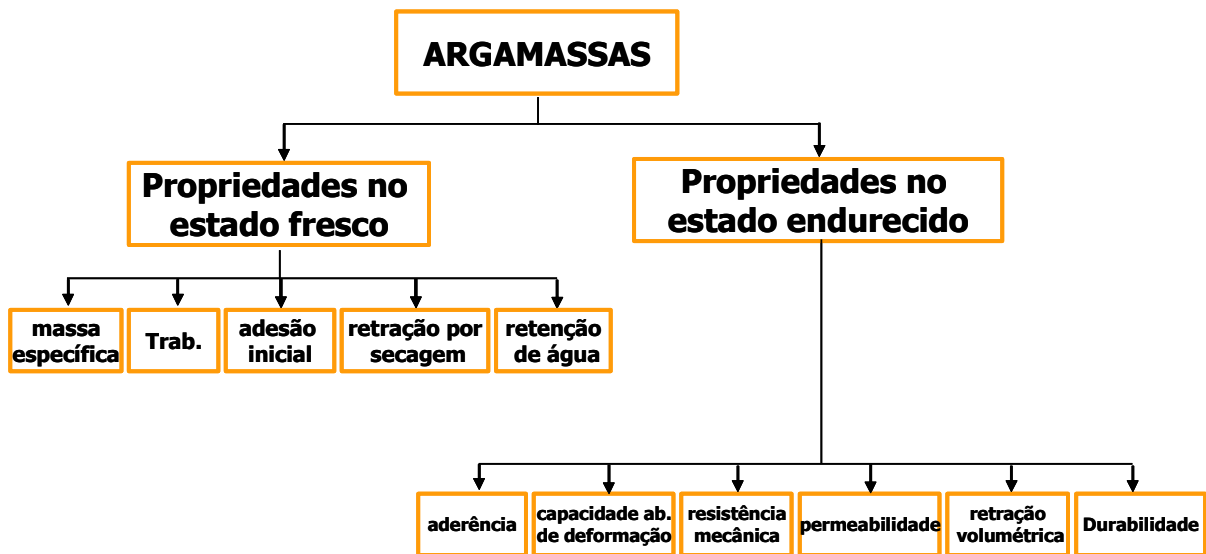 ARGAMASSAS
Propriedades no
estado fresco
Propriedades no
estado endurecido
massa
específica
Trab.
adesão
inicial
retração por
secagem
retenção
de água
aderência
capacidade ab.
de deformação
resistência
mecânica
permeabilidade
retração
volumétrica
Durabilidade